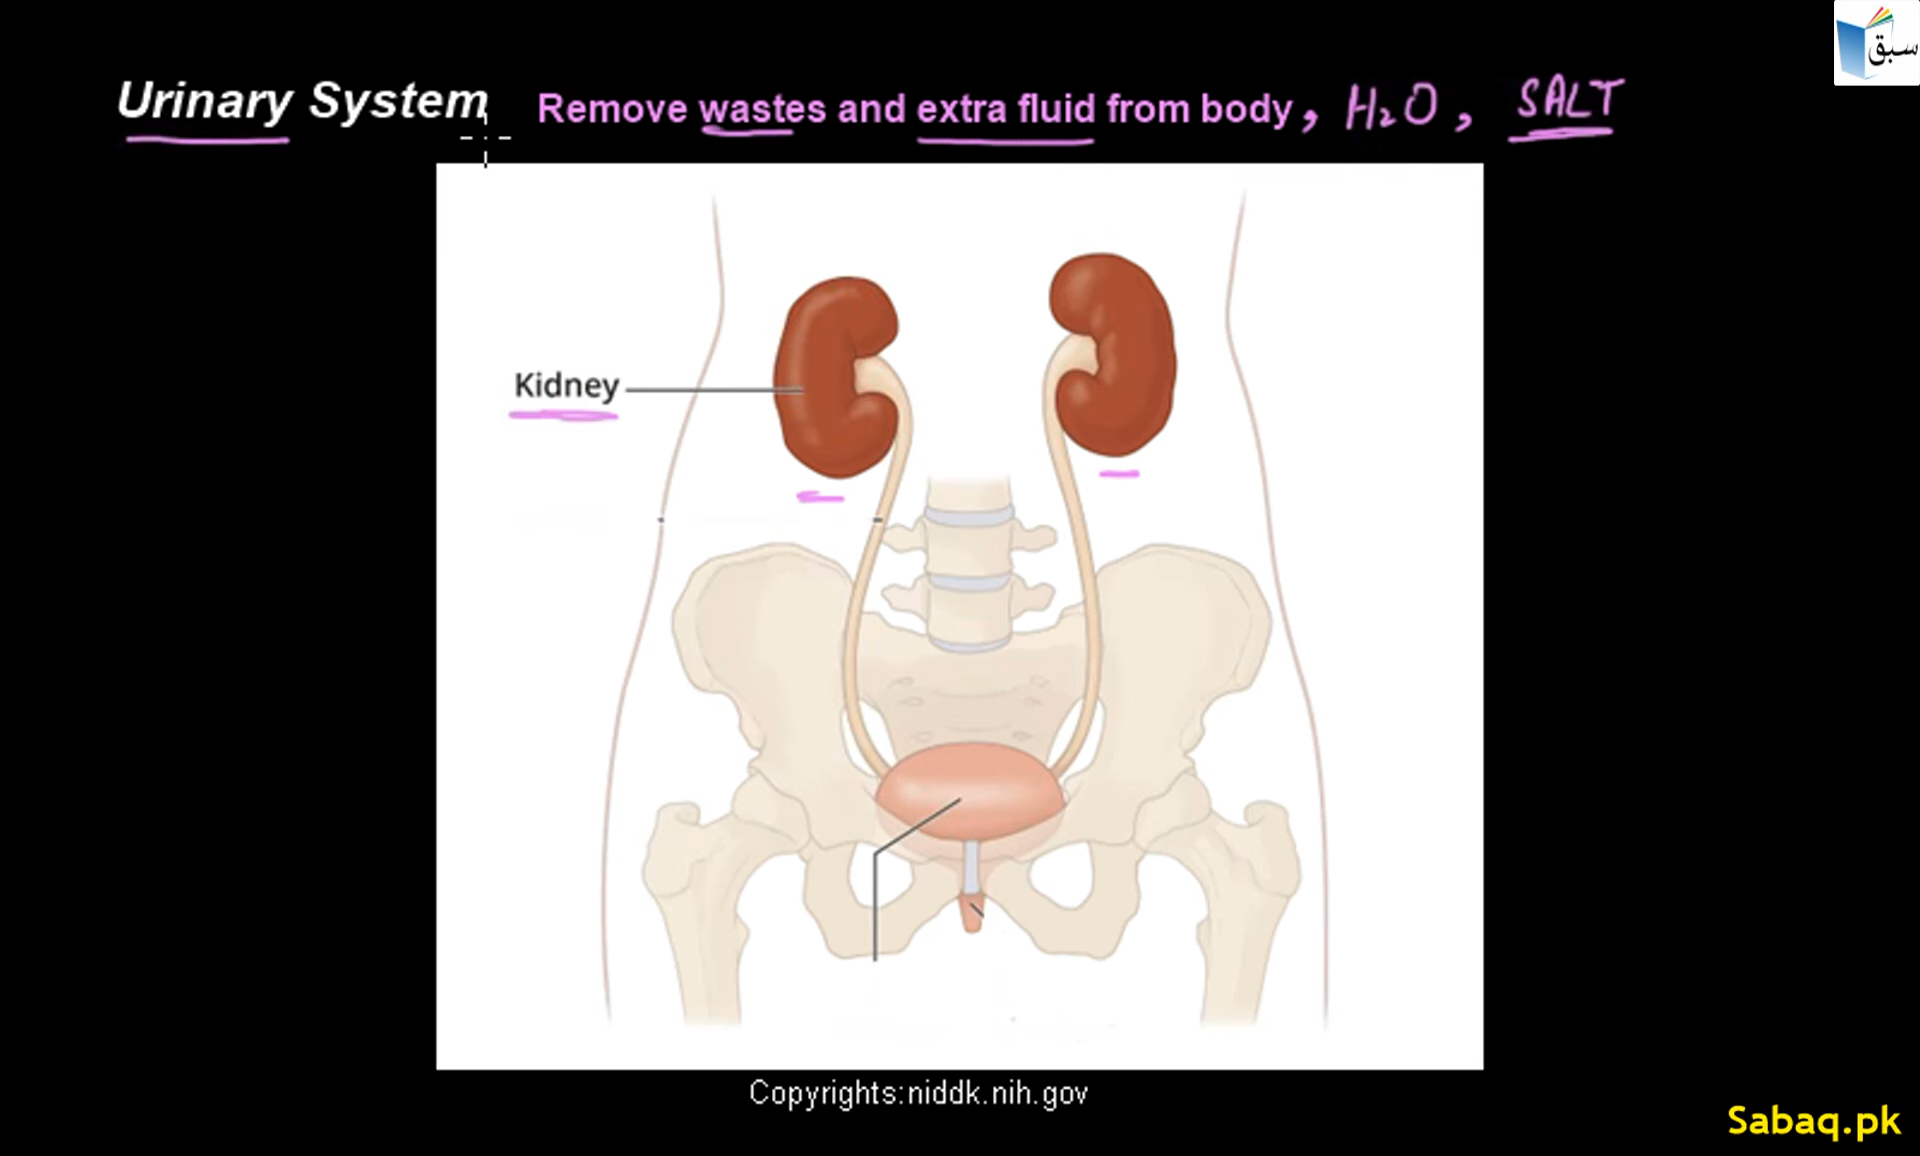 سبق
Urinary System Remove wastes and extra fluid from body, H₂O, SALT
Kidney
Copyrights:niddk.nih.gov
Sabaq.pk